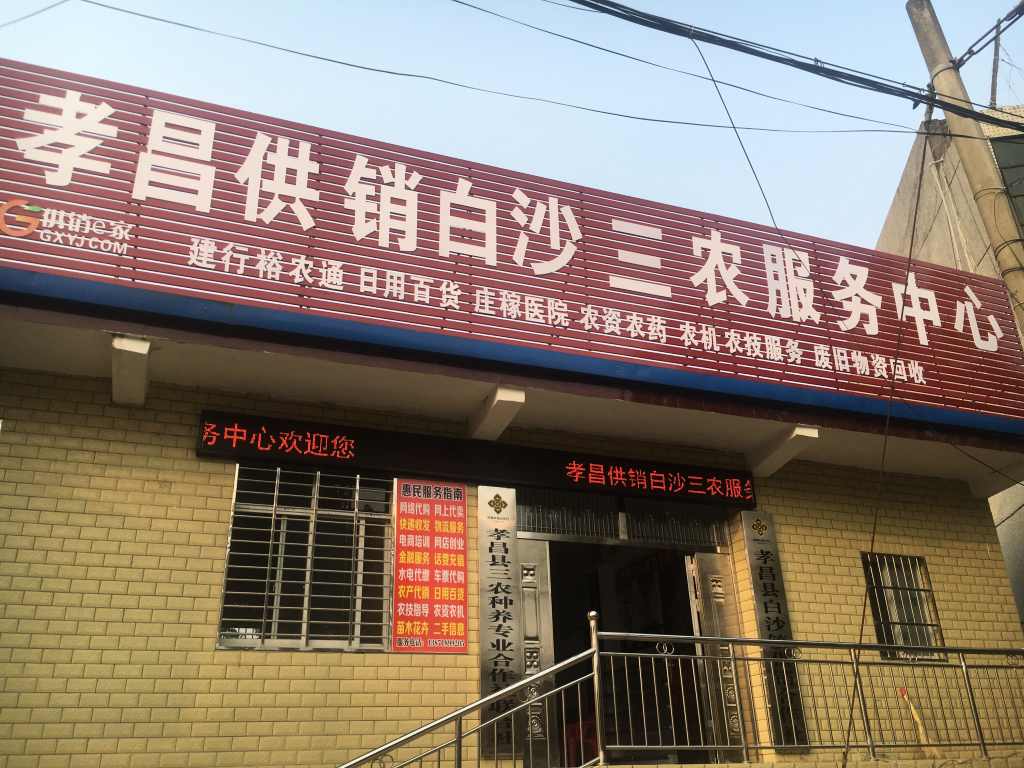 孝昌供销白沙三农服务中心
供销e家
GXYJ.COM
建行裕农通 日用百货 庄稼医院 农资农药 农机农技服务 废旧物资回收
务中心欢迎您
孝昌供销白沙三农服务
惠民服务指南
网络代购 网上代卖
快递收发 物流服务
电商培训 网店创业
金融服务 话费充值
水电代缴 车票代购
农产代销 日用百货
农技指导 农资农机
苗木花卉 二手信息
服务电话:
孝昌县三农种养专业合作
孝昌县白沙